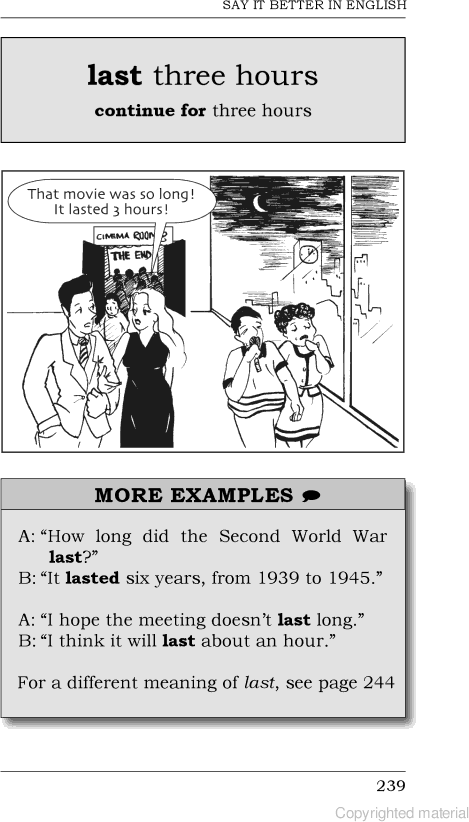 SAY IT BETTER IN ENGLISH
last three hours
continue for three hours
That movie was so long!
It lasted 3 hours!
CINEMA ROOM
THE END
MORE EXAMPLES
A: “How long did the Second World War
last?”
B: “It lasted six years, from 1939 to 1945.”
A: “I hope the meeting doesn’t last long.”
B: “I think it will last about an hour.”
For a different meaning of last, see page 244
239
Copyrighted material